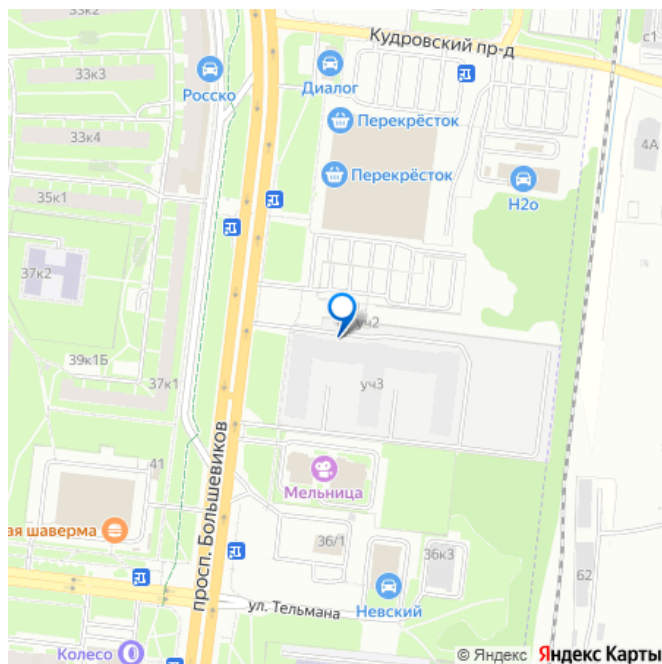 33к2
Кудровский пр-д
с1
33к3
Росско
Диалог
Перекрёсток
33к4
4А
Перекрёсток
35к1
Н2о
37к2
уч2
39к1Б
37к1
уч3
просп. Большевиков
41
Мельница
ая шаверма
36/1
36к3
62
ул. Тельмана
Невский
Колесо
© Яндекс Яндекс Карты